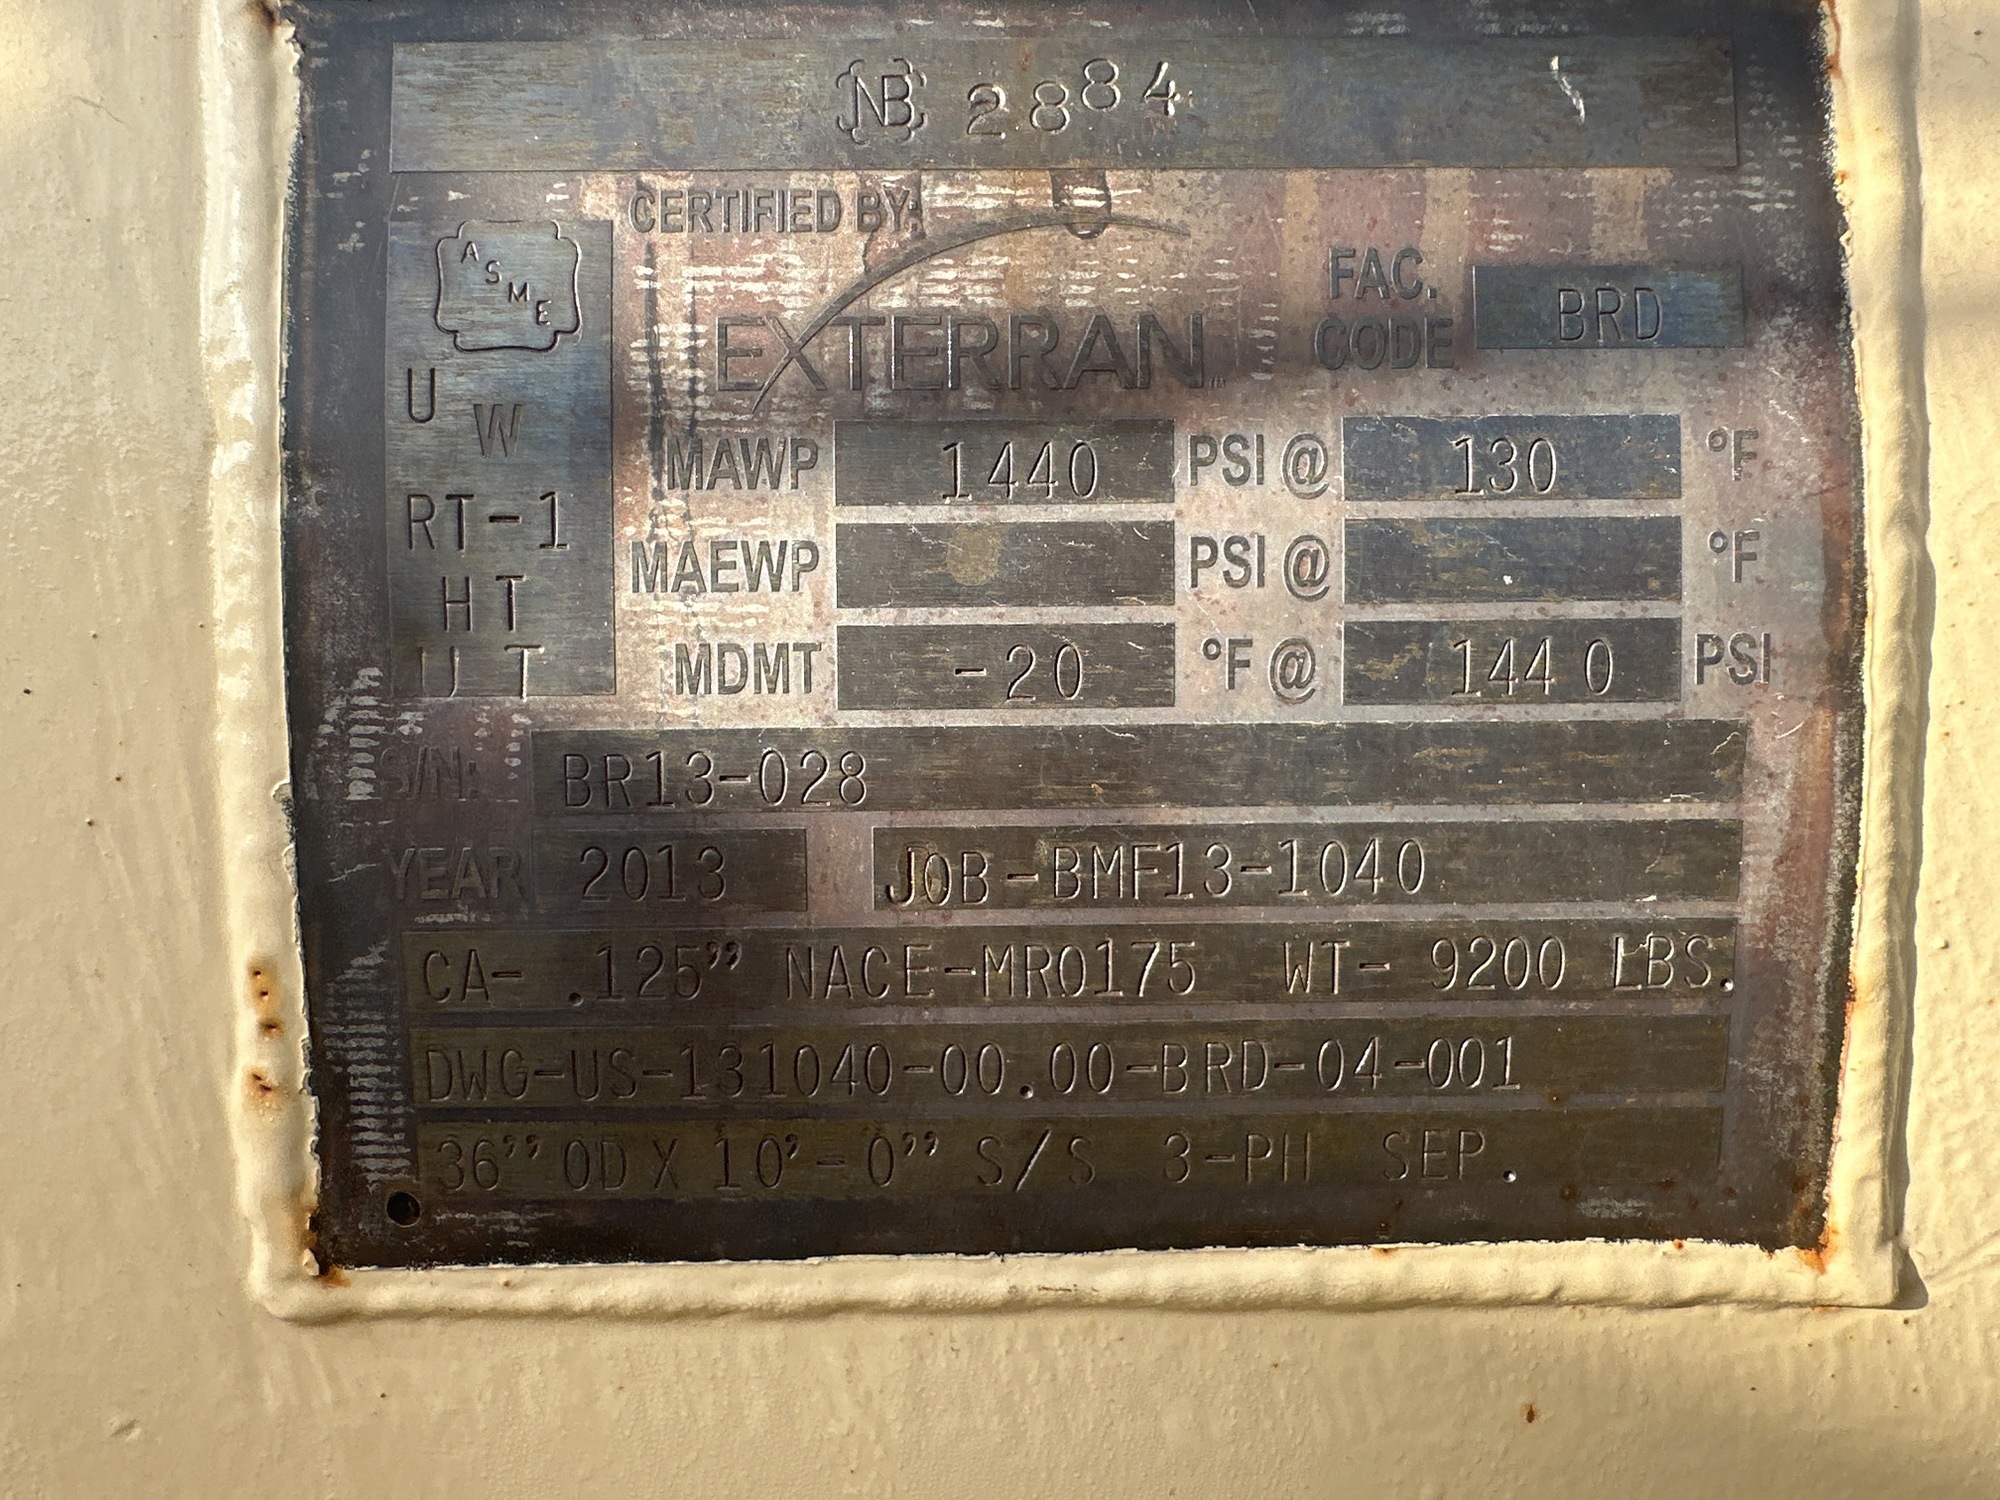 NB 2884
CERTIFIED BY:
ASME
EXTERRAN™
FAC. CODE BRD
U
W
RT-1
HT
UT
MAWP 1440 PSI @ 130 °F
MAEWP PSI @ °F
MDMT -20 °F @ 1440 PSI
S/N: BR13-028
YEAR 2013 JOB-BMF13-1040
CA- .125” NACE-MR0175 WT- 9200 LBS.
DWG-US-131040-00.00-BRD-04-001
36” OD X 10’-0” S/S 3-PH SEP.